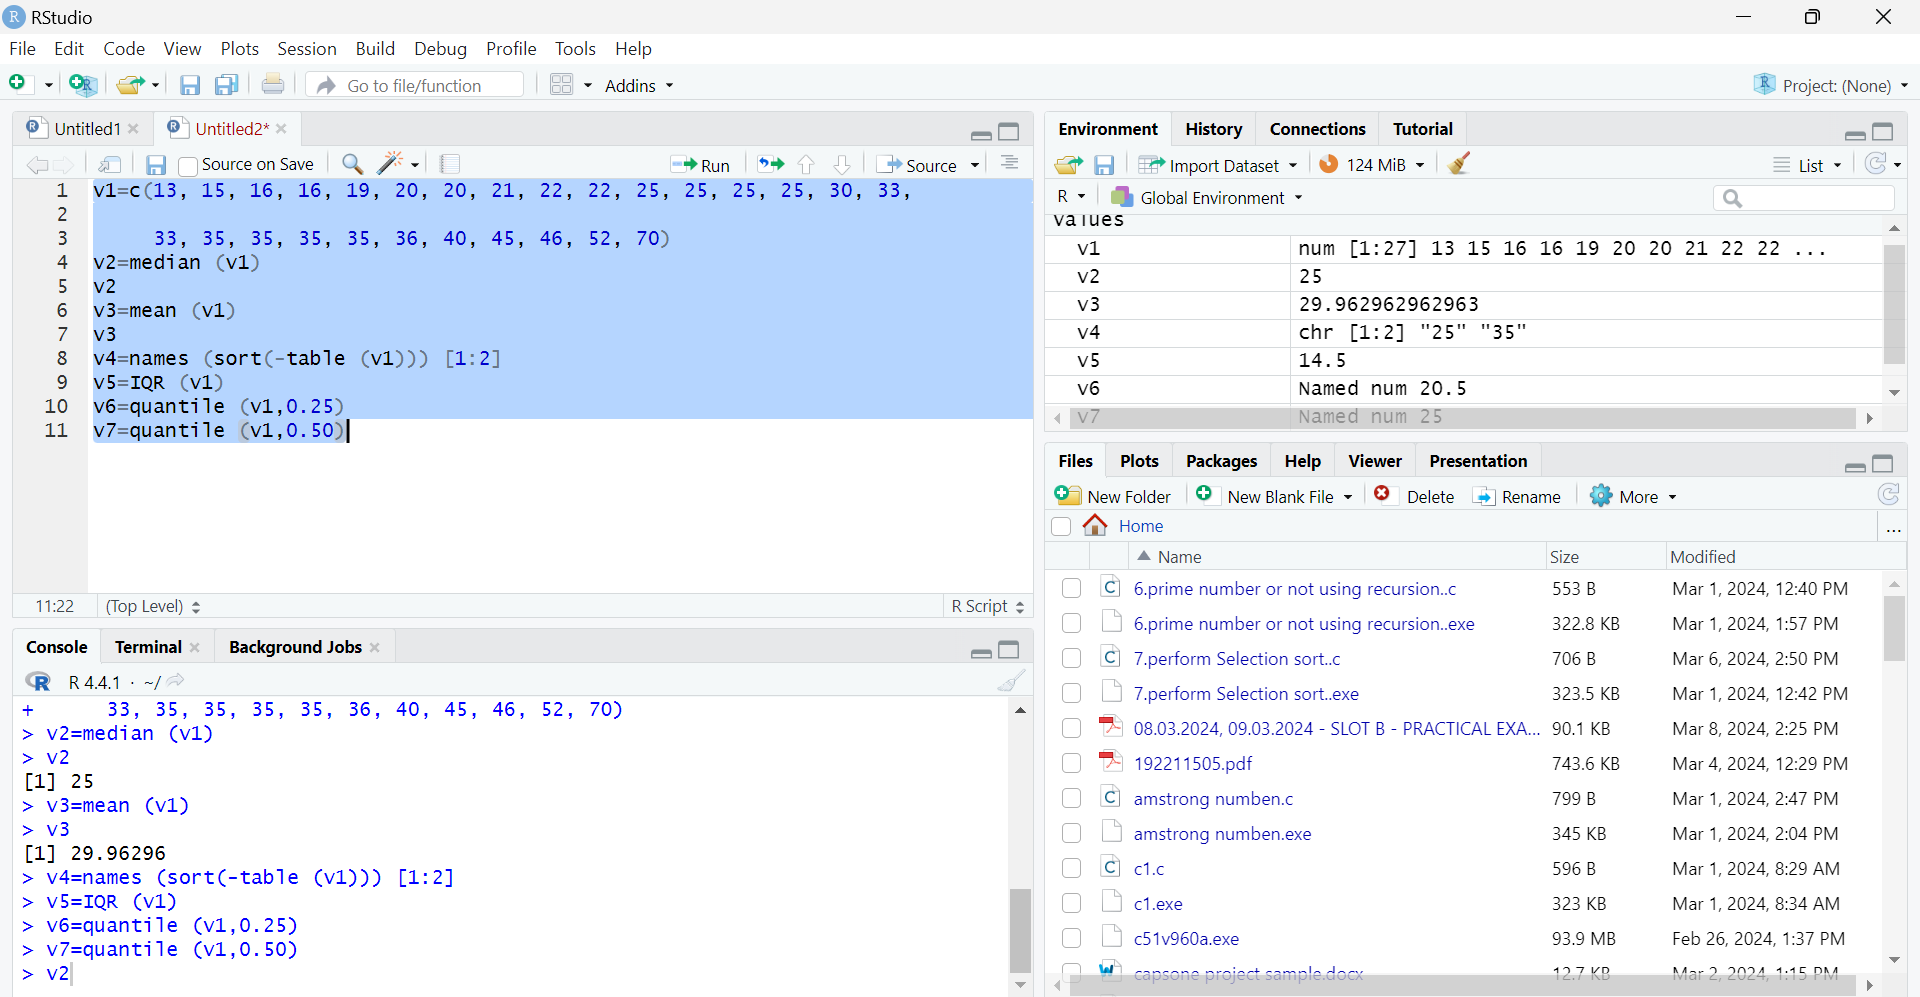 RStudio
File Edit Code View Plots Session Build Debug Profile Tools Help
Go to file/function Addins Project: (None)
Untitled1 Untitled2*
Source on Save Run Source
1 v1=c(13, 15, 16, 16, 19, 20, 20, 21, 22, 22, 25, 25, 25, 25, 30, 33,
2
3 33, 35, 35, 35, 35, 36, 40, 45, 46, 52, 70)
4 v2=median (v1)
5 v2
6 v3=mean (v1)
7 v3
8 v4=names (sort(-table (v1))) [1:2]
9 v5=IQR (v1)
10 v6=quantile (v1,0.25)
11 v7=quantile (v1,0.50)
11:22 (Top Level) R Script
Console Terminal Background Jobs
R 4.4.1 · ~/
+ 33, 35, 35, 35, 35, 36, 40, 45, 46, 52, 70)
> v2=median (v1)
> v2
[1] 25
> v3=mean (v1)
> v3
[1] 29.96296
> v4=names (sort(-table (v1))) [1:2]
> v5=IQR (v1)
> v6=quantile (v1,0.25)
> v7=quantile (v1,0.50)
> v2
Environment History Connections Tutorial
Import Dataset 124 MiB List
R Global Environment
Values
v1 num [1:27] 13 15 16 16 19 20 20 21 22 22 ...
v2 25
v3 29.962962962963
v4 chr [1:2] "25" "35"
v5 14.5
v6 Named num 20.5
v7 Named num 25
Files Plots Packages Help Viewer Presentation
New Folder New Blank File Delete Rename More
Home ...
Name Size Modified
6.prime number or not using recursion..c 553 B Mar 1, 2024, 12:40 PM
6.prime number or not using recursion..exe 322.8 KB Mar 1, 2024, 1:57 PM
7.perform Selection sort..c 706 B Mar 6, 2024, 2:50 PM
7.perform Selection sort..exe 323.5 KB Mar 1, 2024, 12:42 PM
08.03.2024, 09.03.2024 - SLOT B - PRACTICAL EXA... 90.1 KB Mar 8, 2024, 2:25 PM
192211505.pdf 743.6 KB Mar 4, 2024, 12:29 PM
amstrong numben.c 799 B Mar 1, 2024, 2:47 PM
amstrong numben.exe 345 KB Mar 1, 2024, 2:04 PM
c1.c 596 B Mar 1, 2024, 8:29 AM
c1.exe 323 KB Mar 1, 2024, 8:34 AM
c51v960a.exe 93.9 MB Feb 26, 2024, 1:37 PM
capsone project sample.docx 12.7 KB Mar 2, 2024, 1:15 PM